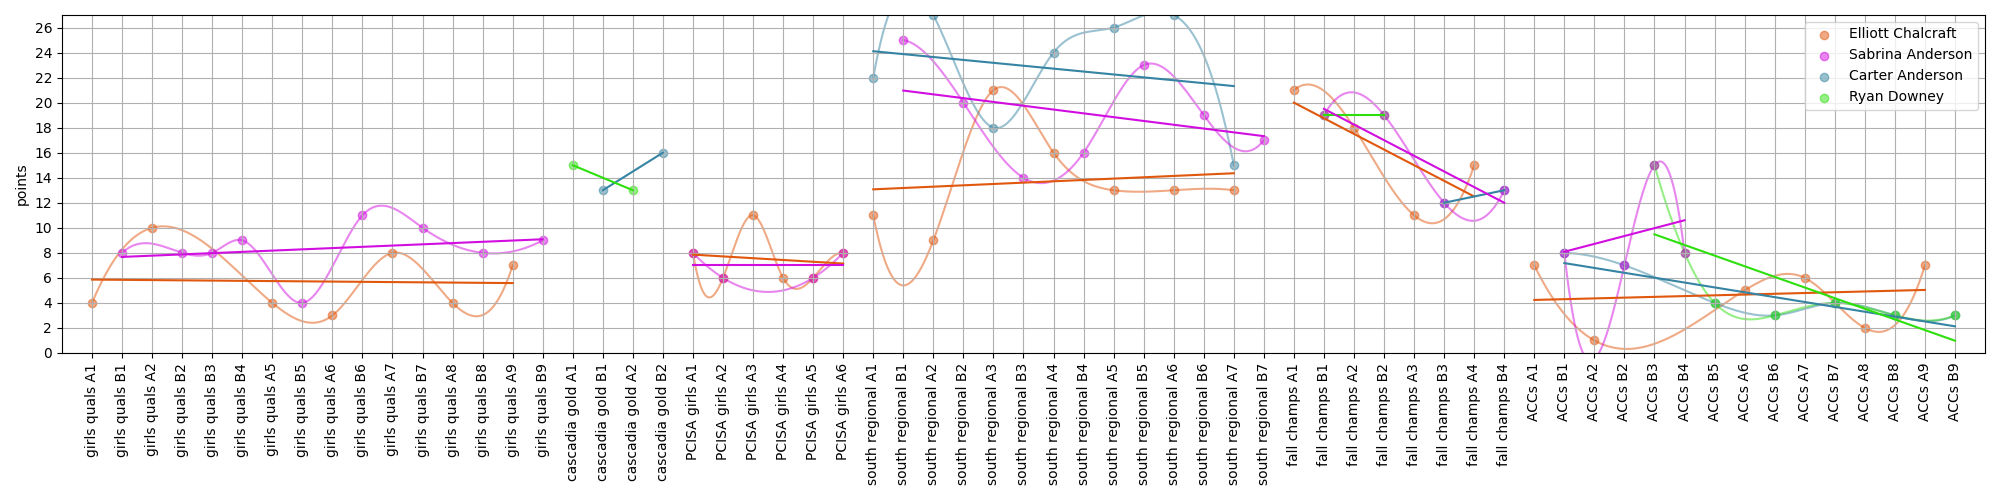 points
26
24
22
20
18
16
14
12
10
8
6
4
2
0
Elliott Chalcraft
Sabrina Anderson
Carter Anderson
Ryan Downey
girls quals A1
girls quals B1
girls quals A2
girls quals B2
girls quals B3
girls quals B4
girls quals A5
girls quals B5
girls quals A6
girls quals B6
girls quals A7
girls quals B7
girls quals A8
girls quals B8
girls quals A9
girls quals B9
cascadia gold A1
cascadia gold B1
cascadia gold A2
cascadia gold B2
PCISA girls A1
PCISA girls A2
PCISA girls A3
PCISA girls A4
PCISA girls A5
PCISA girls A6
south regional A1
south regional B1
south regional A2
south regional B2
south regional A3
south regional B3
south regional A4
south regional B4
south regional A5
south regional B5
south regional A6
south regional B6
south regional A7
south regional B7
fall champs A1
fall champs B1
fall champs A2
fall champs B2
fall champs A3
fall champs B3
fall champs A4
fall champs B4
ACCs A1
ACCs B1
ACCs A2
ACCs B2
ACCs B3
ACCs B4
ACCs B5
ACCs A6
ACCs B6
ACCs A7
ACCs B7
ACCs A8
ACCs B8
ACCs A9
ACCs B9